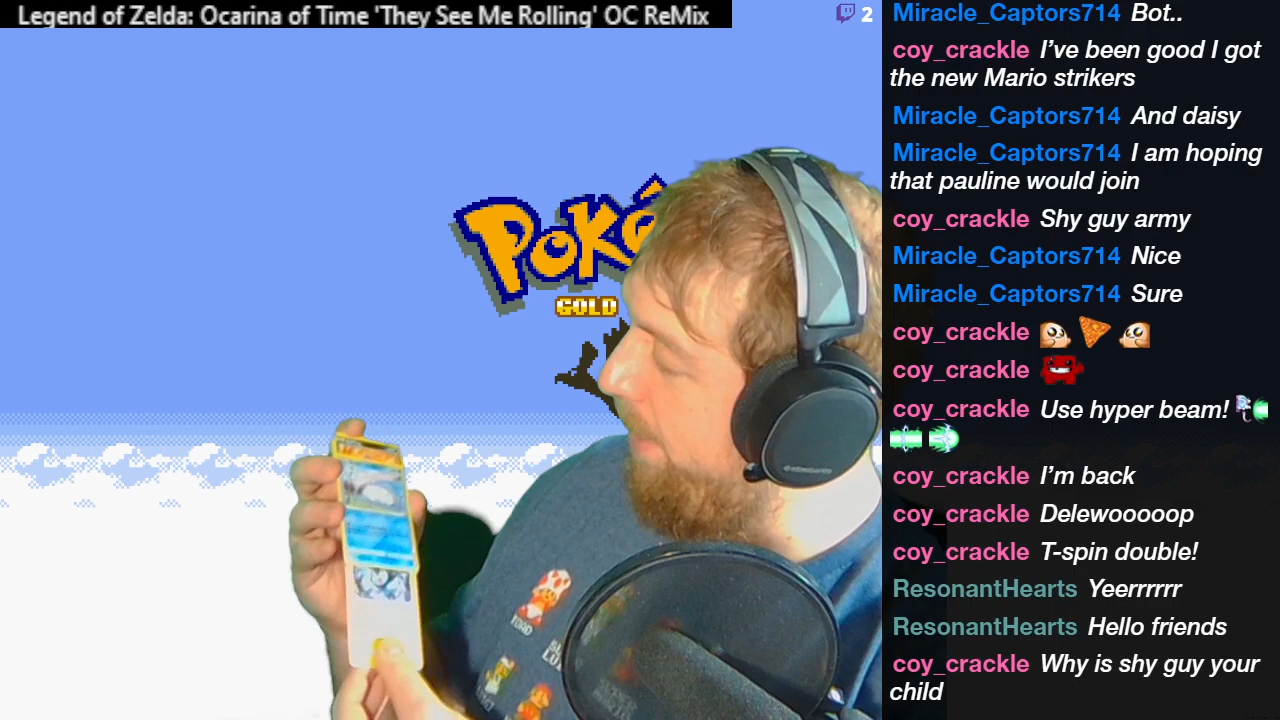 Legend of Zelda: Ocarina of Time 'They See Me Rolling' OC ReMix
2
POKÉ
GOLD
TOAD
Miracle_Captors714 Bot..
coy_crackle I’ve been good I got
the new Mario strikers
Miracle_Captors714 And daisy
Miracle_Captors714 I am hoping
that pauline would join
coy_crackle Shy guy army
Miracle_Captors714 Nice
Miracle_Captors714 Sure
coy_crackle
coy_crackle
coy_crackle Use hyper beam!
coy_crackle I’m back
coy_crackle Delewooooop
coy_crackle T-spin double!
ResonantHearts Yeerrrrrr
ResonantHearts Hello friends
coy_crackle Why is shy guy your
child